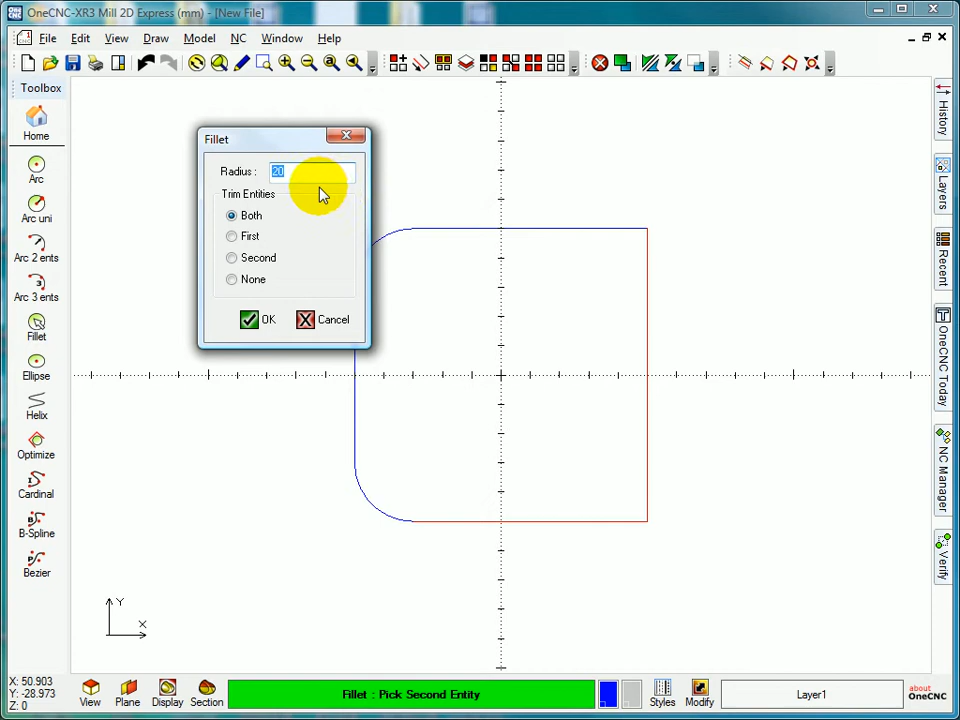 OneCNC-XR3 Mill 2D Express (mm) - [New File]
File Edit View Draw Model NC Window Help
Toolbox
Home
Arc
Arc uni
Arc 2 ents
Arc 3 ents
Fillet
Ellipse
Helix
Optimize
Cardinal
B-Spline
Bezier
Fillet
Radius : 20
Trim Entities
Both
First
Second
None
OK Cancel
Y
X
History
Layers
Recent
OneCNC Today
NC Manager
Verify
X: 50.903
Y: -28.973
Z: 0
View Plane Display Section
Fillet : Pick Second Entity
Styles Modify
Layer1
about
OneCNC